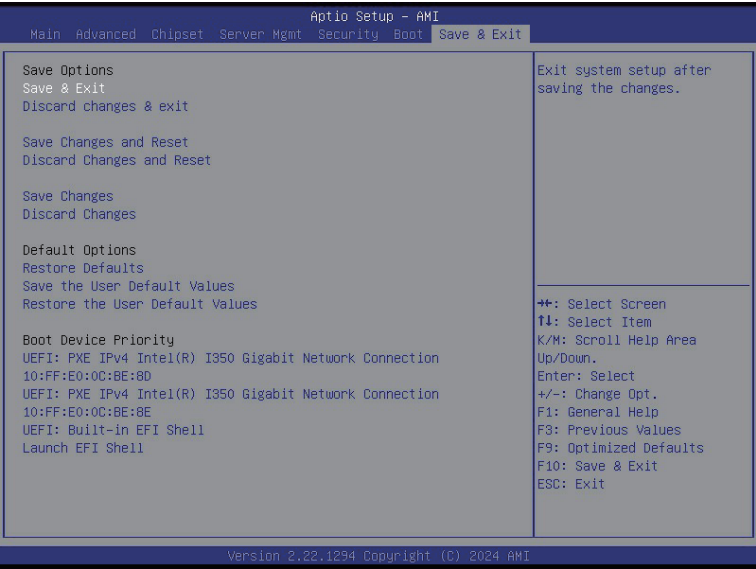 Aptio Setup – AMI
Main Advanced Chipset Server Mgmt Security Boot Save & Exit
Save Options
Save & Exit
Discard changes & exit
Save Changes and Reset
Discard Changes and Reset
Save Changes
Discard Changes
Default Options
Restore Defaults
Save the User Default Values
Restore the User Default Values
Boot Device Priority
UEFI: PXE IPv4 Intel(R) I350 Gigabit Network Connection
10:FF:E0:0C:BE:8D
UEFI: PXE IPv4 Intel(R) I350 Gigabit Network Connection
10:FF:E0:0C:BE:8E
UEFI: Built-in EFI Shell
Launch EFI Shell
Exit system setup after
saving the changes.
→←: Select Screen
↑↓: Select Item
K/M: Scroll Help Area
Up/Down.
Enter: Select
+/-: Change Opt.
F1: General Help
F3: Previous Values
F9: Optimized Defaults
F10: Save & Exit
ESC: Exit
Version 2.22.1294 Copyright (C) 2024 AMI